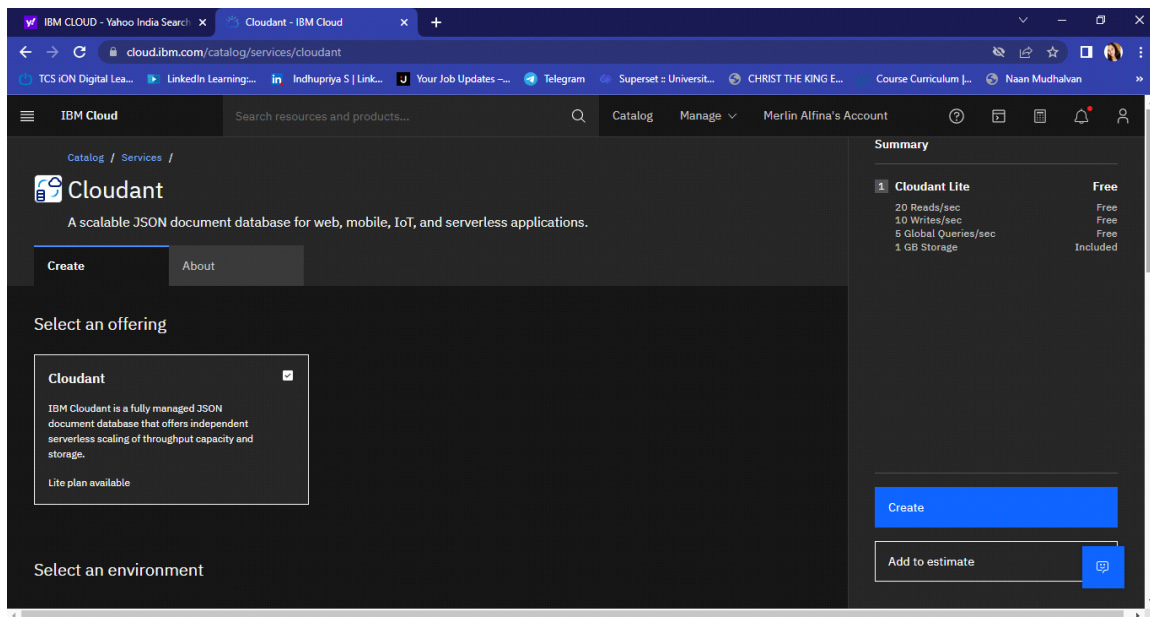 IBM CLOUD - Yahoo India Search
Cloudant - IBM Cloud
cloud.ibm.com/catalog/services/cloudant
TCS iON Digital Lea...
LinkedIn Learning:...
Indhupriya S | Link...
Your Job Updates –...
Telegram
Superset :: Universit...
CHRIST THE KING E...
Course Curriculum |...
Naan Mudhalvan
»
IBM Cloud
Search resources and products...
Catalog
Manage
Merlin Alfina's Account
Catalog / Services /
Cloudant
A scalable JSON document database for web, mobile, IoT, and serverless applications.
Create
About
Select an offering
Cloudant
IBM Cloudant is a fully managed JSON
document database that offers independent
serverless scaling of throughput capacity and
storage.
Lite plan available
Select an environment
Summary
1 Cloudant Lite Free
20 Reads/sec Free
10 Writes/sec Free
5 Global Queries/sec Free
1 GB Storage Included
Create
Add to estimate